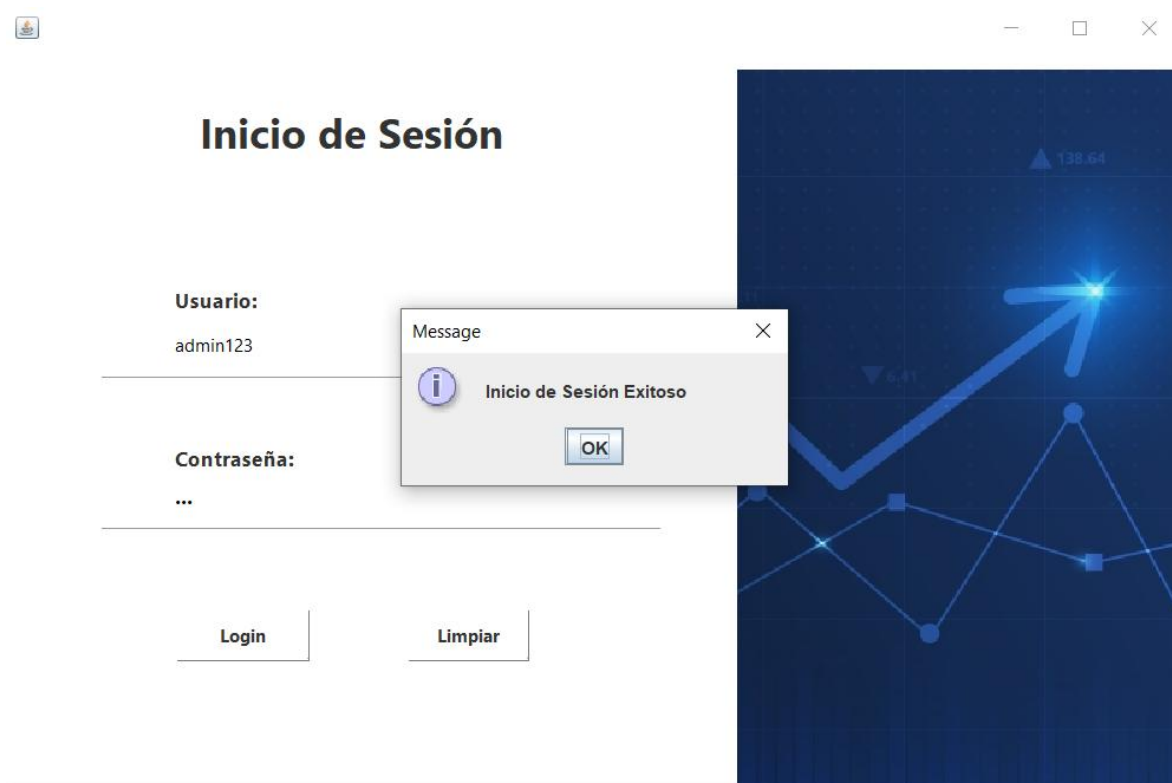 Inicio de Sesión
138.64
Usuario:
admin123
Message
Inicio de Sesión Exitoso
OK
6.41
Contraseña:
...
Login
Limpiar